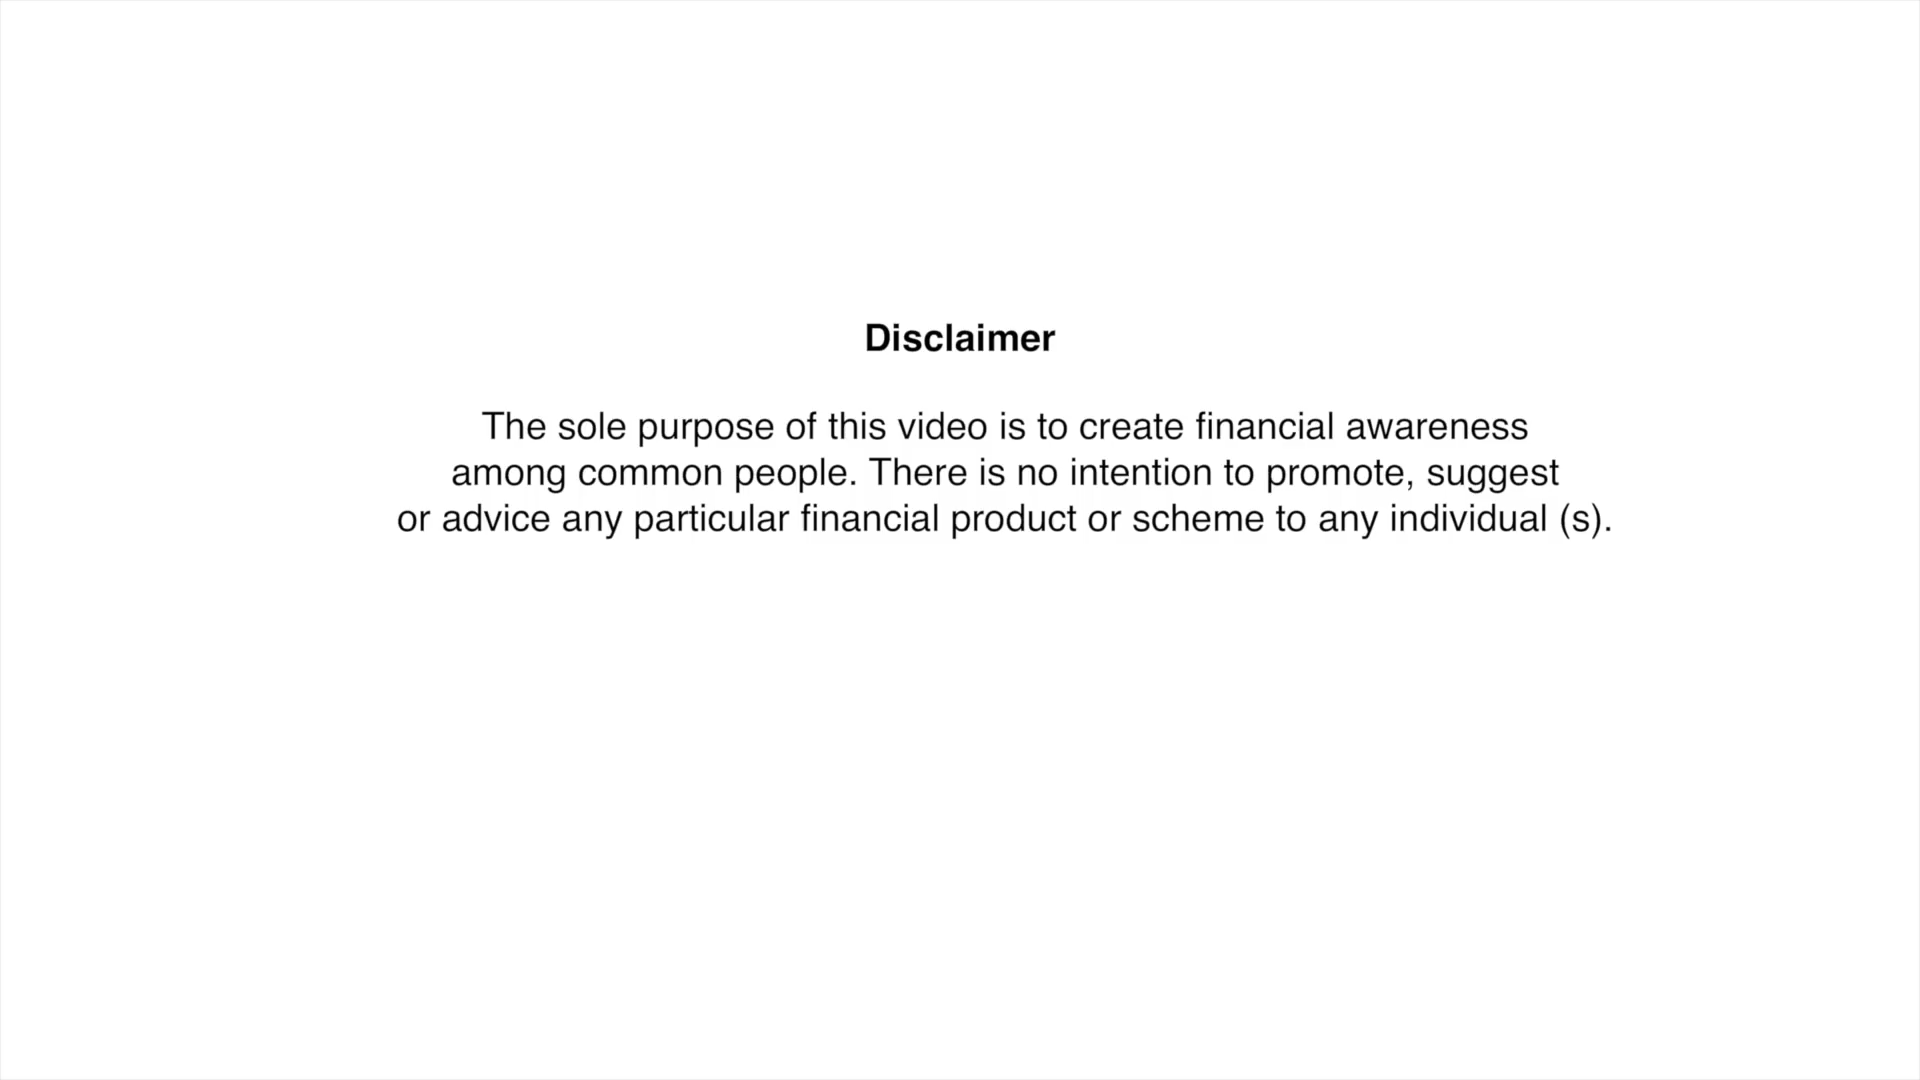 Disclaimer
The sole purpose of this video is to create financial awareness
among common people. There is no intention to promote, suggest
or advice any particular financial product or scheme to any individual (s).